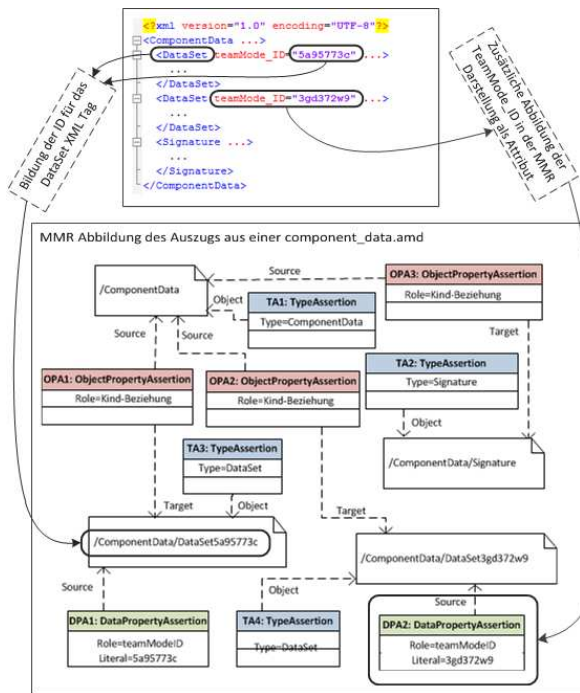 <?xml version="1.0" encoding="UTF-8"?>
<ComponentData ...>
<DataSet teamMode_ID="5a95773c" ...>
...
</DataSet>
<DataSet teamMode_ID="3gd372w9" ...>
...
</DataSet>
<Signature ...>
...
</Signature>
</ComponentData>
Bildung der ID für das
DataSet XML Tag
Zusätzliche Abbildung der
TeamMode_ID in der MMR
Darstellung als Attribut
MMR Abbildung des Auszugs aus einer component_data.amd
/ComponentData
Source
OPA3: ObjectPropertyAssertion
Role=Kind-Beziehung
Object
TA1: TypeAssertion
Type=ComponentData
Source
Source
Target
OPA1: ObjectPropertyAssertion
Role=Kind-Beziehung
OPA2: ObjectPropertyAssertion
Role=Kind-Beziehung
TA2: TypeAssertion
Type=Signature
Object
TA3: TypeAssertion
Type=DataSet
/ComponentData/Signature
Target
Object
Target
/ComponentData/DataSet5a95773c
/ComponentData/DataSet3gd372w9
Source
Object
Source
DPA1: DataPropertyAssertion
Role=teamModeID
Literal=5a95773c
TA4: TypeAssertion
Type=DataSet
DPA2: DataPropertyAssertion
Role=teamModeID
Literal=3gd372w9